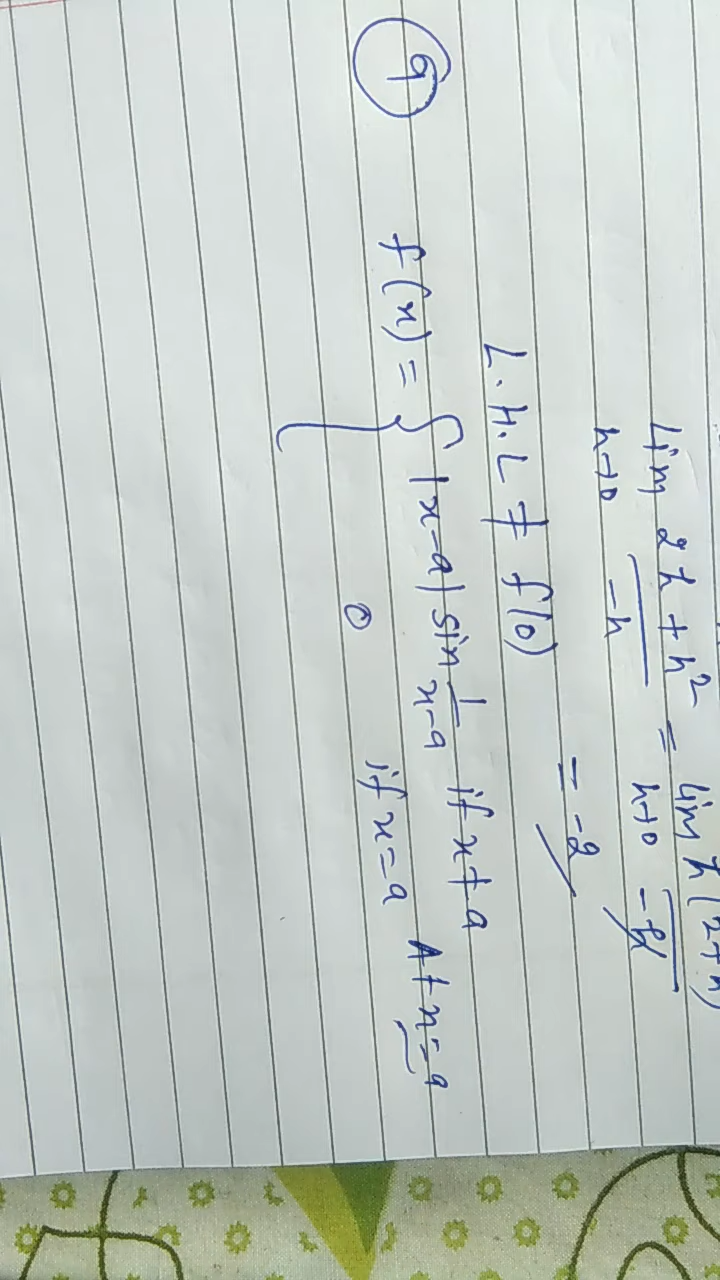 lim 2h + h² = lim h(2+h)
h→0 -h h→0 -h
= -2
L.H.L ≠ f(0)
9 f(x) = { |x-a| sin 1/x-a if x ≠ a At x = a
0 if x = a